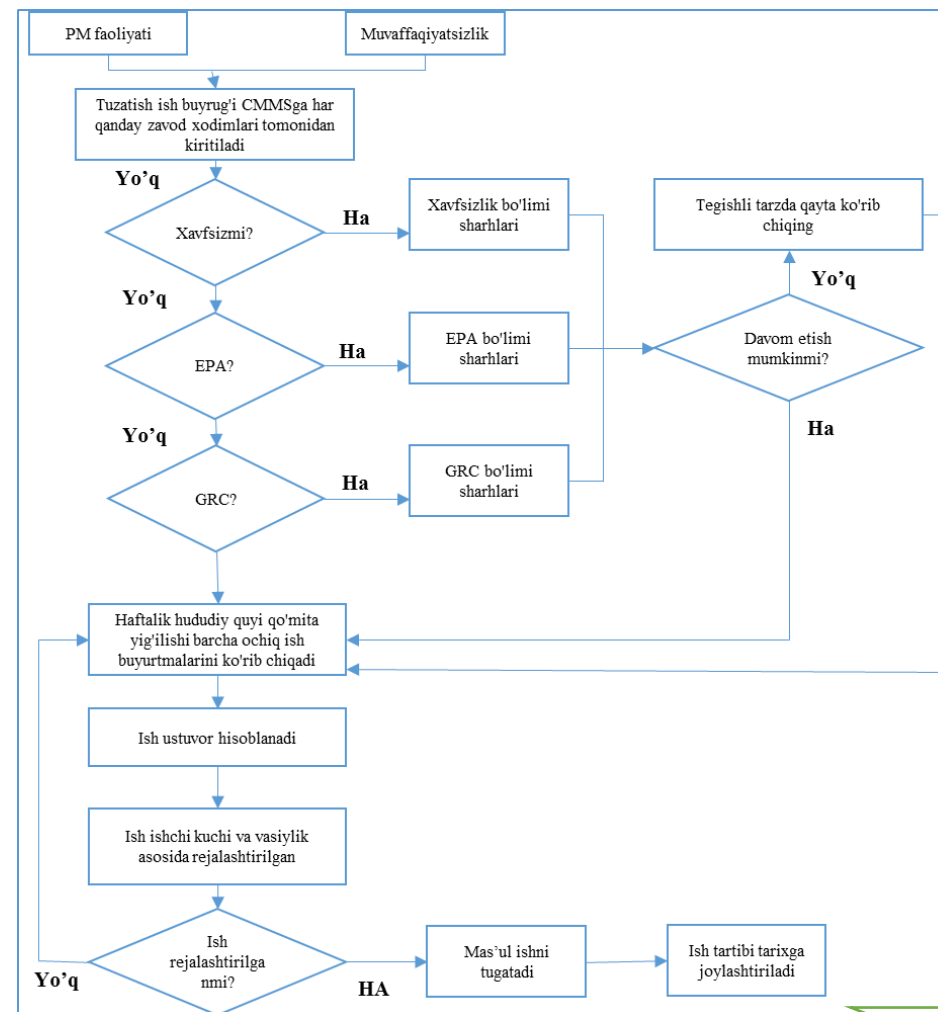 PM faoliyati
Muvaffaqiyatsizlik
Tuzatish ish buyrug'i CMMSga har
qanday zavod xodimlari tomonidan
kiritiladi
Yo’q
Xavfsizmi?
Ha
Xavfsizlik bo'limi
sharhlari
Tegishli tarzda qayta ko'rib
chiqing
Yo’q
Yo’q
EPA?
Ha
EPA bo'limi
sharhlari
Davom etish
mumkinmi?
Ha
Yo’q
GRC?
Ha
GRC bo'limi
sharhlari
Haftalik hududiy quyi qo'mita
yig'ilishi barcha ochiq ish
buyurtmalarini ko'rib chiqadi
Ish ustuvor hisoblanadi
Ish ishchi kuchi va vasiylik
asosida rejalashtirilgan
Ish
rejalashtirilga
nmi?
Yo’q
HA
Mas’ul ishni
tugatadi
Ish tartibi tarixga
joylashtiriladi